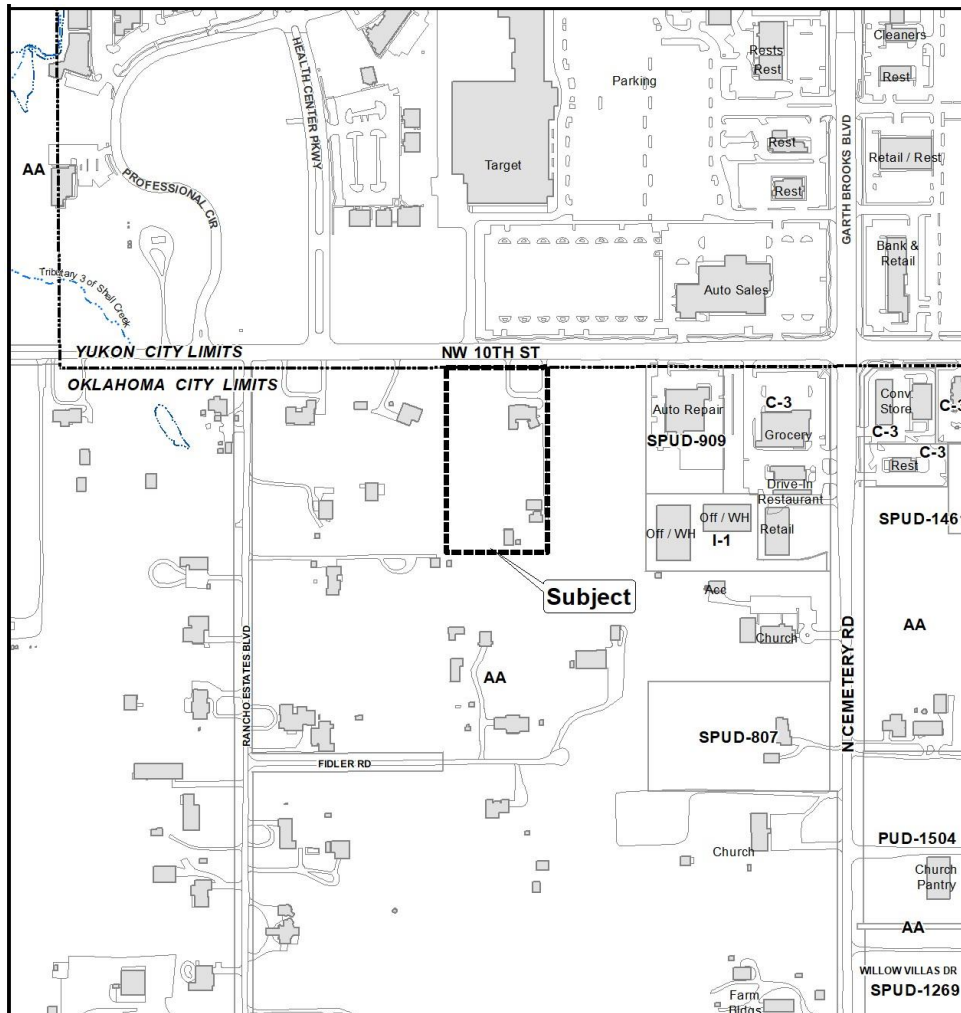 Cleaners
Rests
Rest
Parking
Rest
HEALTH CENTER PKWY
Target
Rest
Retail / Rest
AA
PROFESSIONAL CIR
Rest
GARTH BROOKS BLVD
Bank &
Retail
Tributary 3 of Shell Creek
Auto Sales
YUKON CITY LIMITS
NW 10TH ST
OKLAHOMA CITY LIMITS
Auto Repair
SPUD-909
C-3
Grocery
Conv.
Store
C-3
C-3
C-3
Rest
Drive-In
Restaurant
Off / WH
Off / WH
I-1
Retail
SPUD-1461
Subject
Acc
Church
AA
RANCHO ESTATES BLVD
AA
N CEMETERY RD
SPUD-807
FIDLER RD
Church
PUD-1504
Church
Pantry
AA
WILLOW VILLAS DR
SPUD-1269
Farm
Bldgs